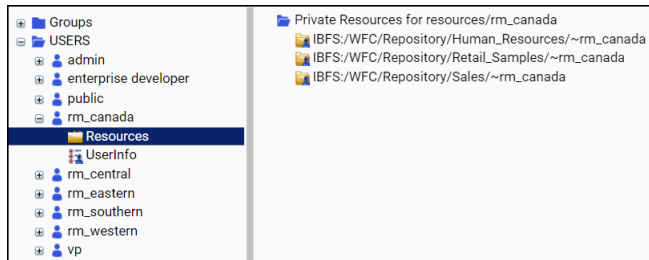 Groups
USERS
admin
enterprise developer
public
rm_canada
Resources
UserInfo
rm_central
rm_eastern
rm_southern
rm_western
vp
Private Resources for resources/rm_canada
IBFS:/WFC/Repository/Human_Resources/~rm_canada
IBFS:/WFC/Repository/Retail_Samples/~rm_canada
IBFS:/WFC/Repository/Sales/~rm_canada